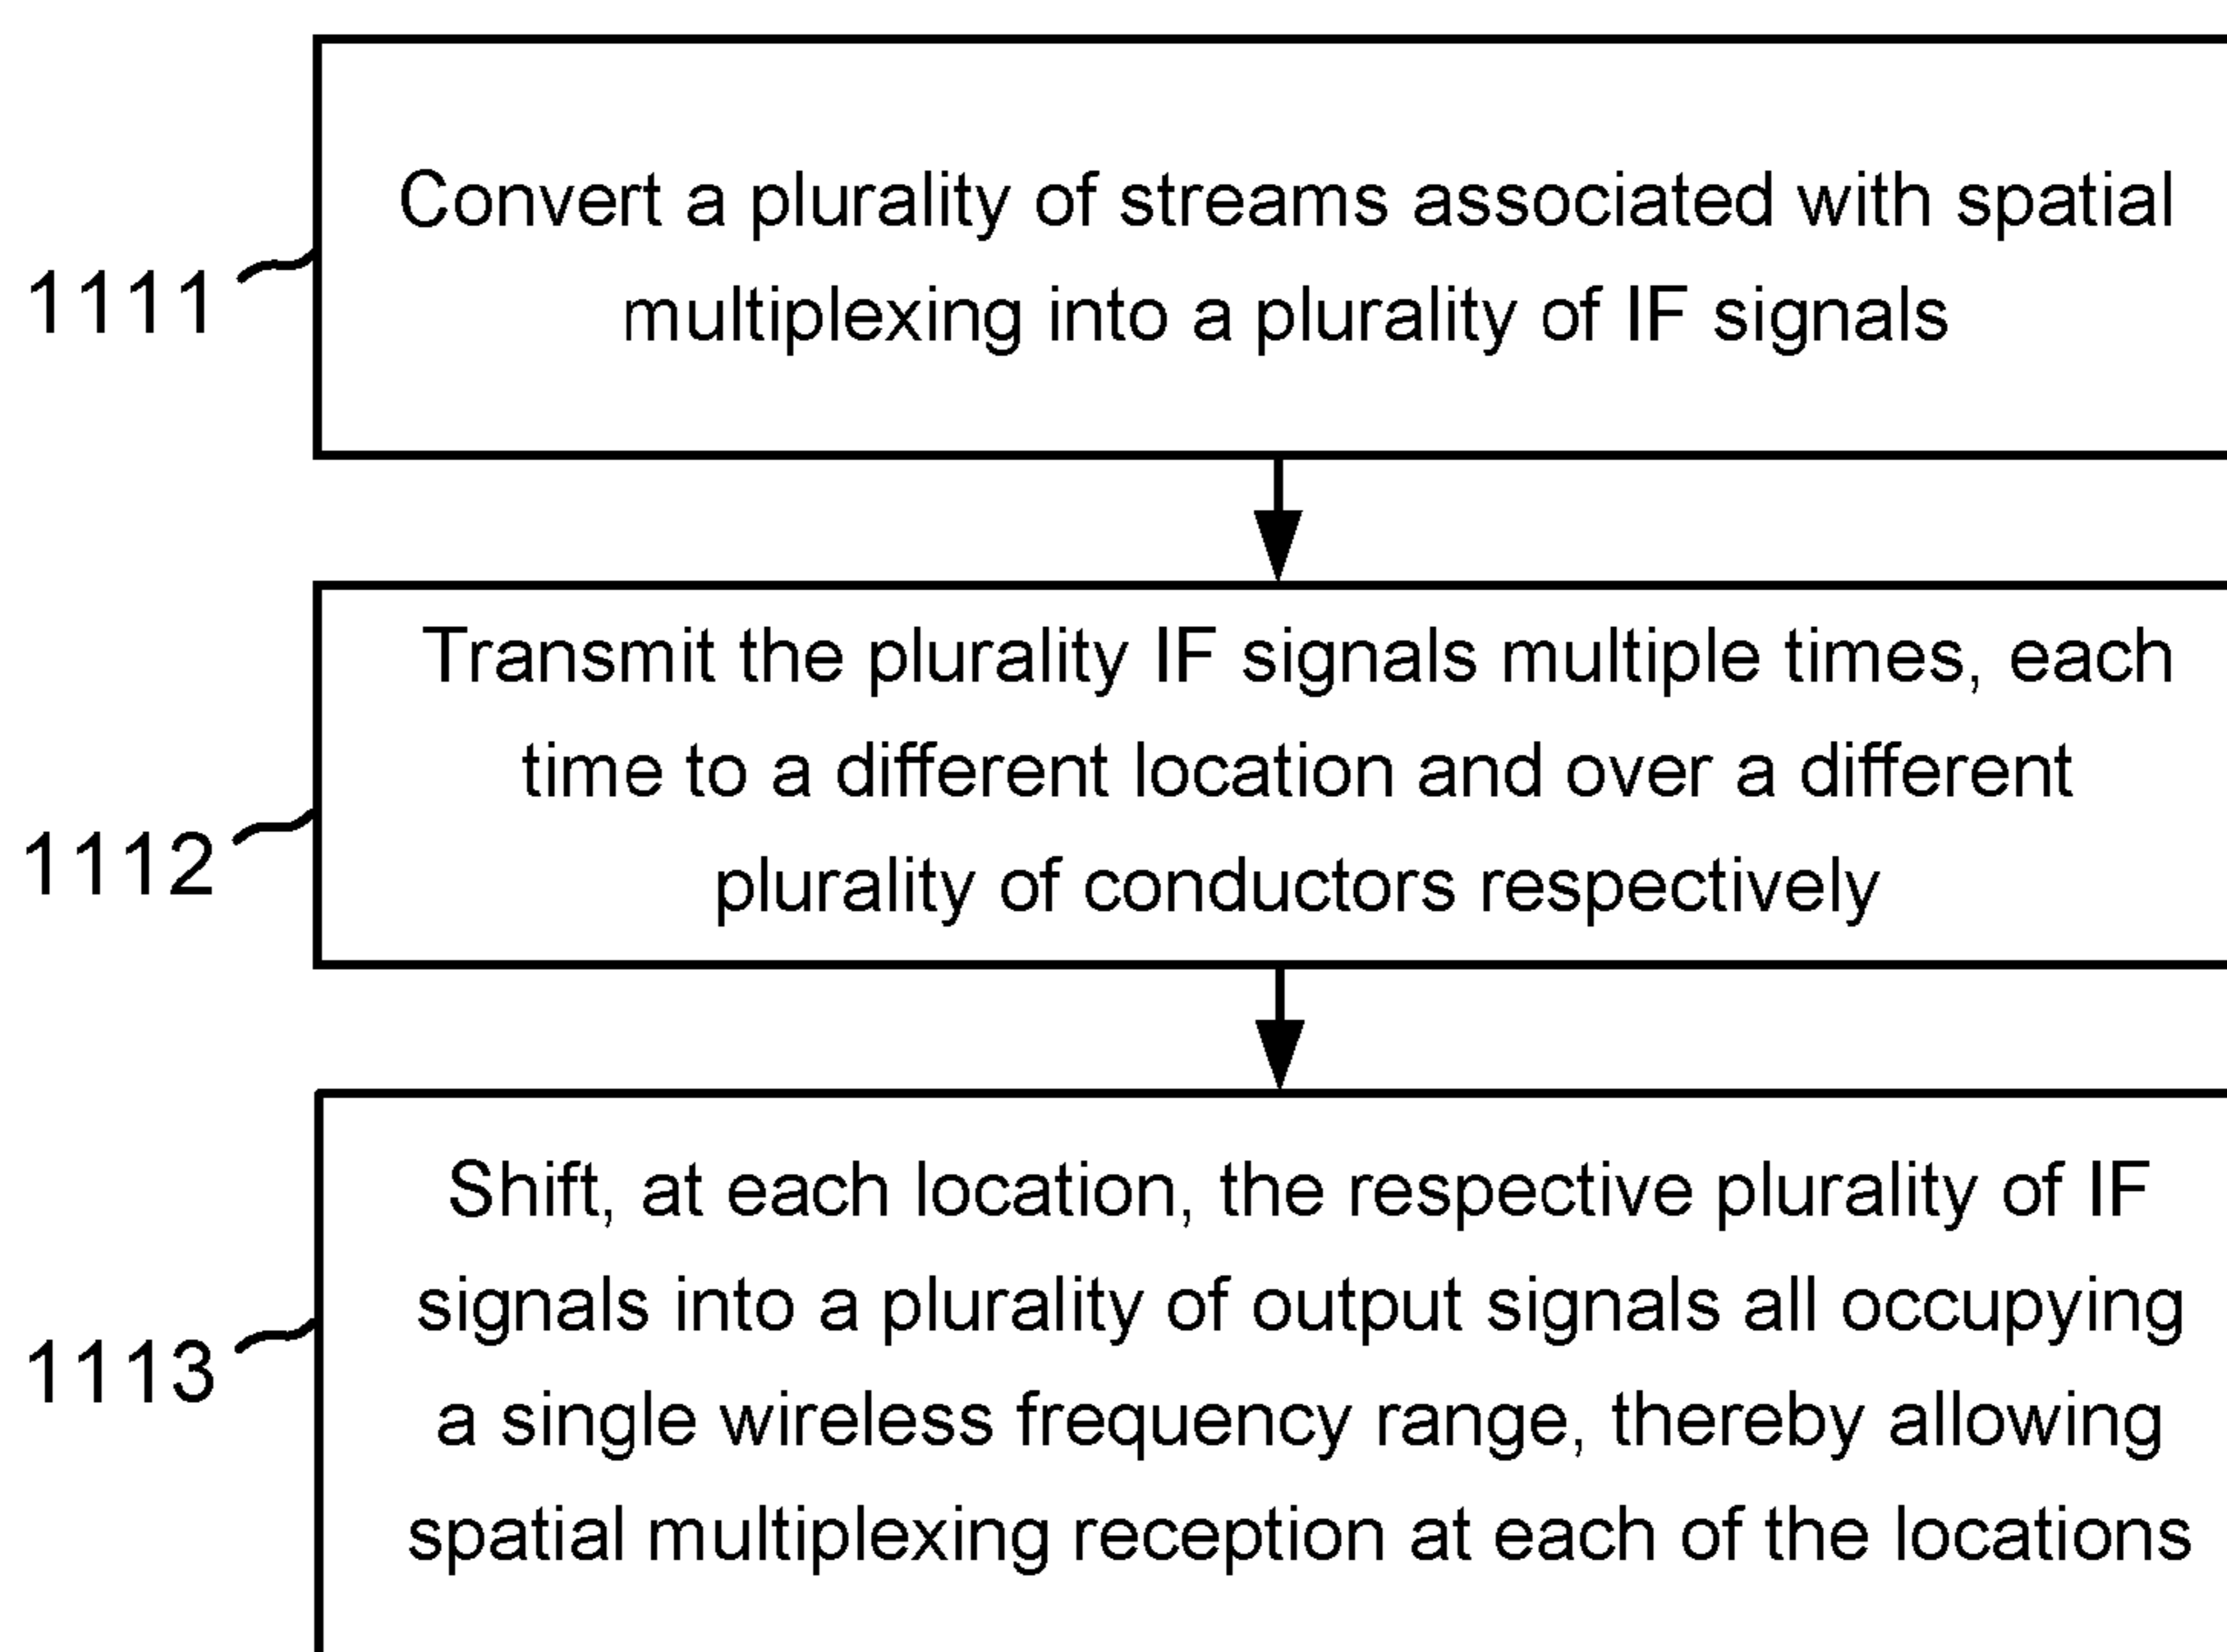 Convert a plurality of streams associated with spatial
multiplexing into a plurality of IF signals
1111
Transmit the plurality IF signals multiple times, each
time to a different location and over a different
plurality of conductors respectively
1112
Shift, at each location, the respective plurality of IF
signals into a plurality of output signals all occupying
a single wireless frequency range, thereby allowing
spatial multiplexing reception at each of the locations
1113